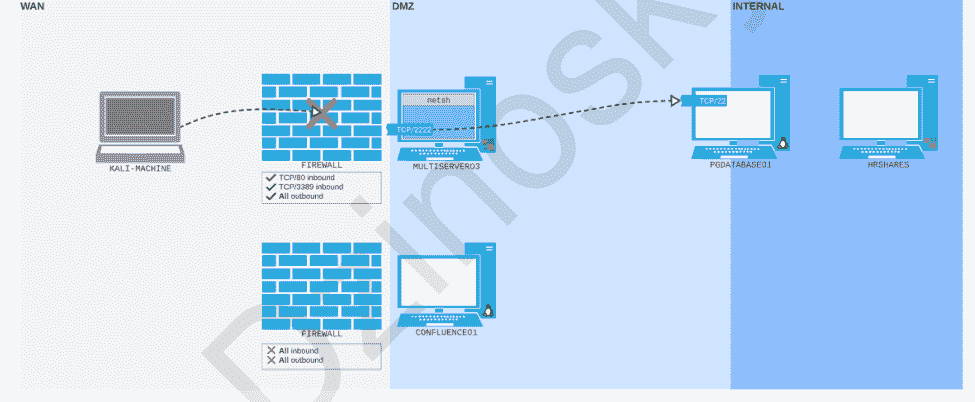 WAN
DMZ
INTERNAL
netsh
TCP/2222
TCP/22
KALI-MACHINE
FIREWALL
MULTISERVER03
PGDATABASE01
HRSHARES
TCP/80 inbound
TCP/3389 inbound
All outbound
FIREWALL
CONFLUENCE01
All inbound
All outbound